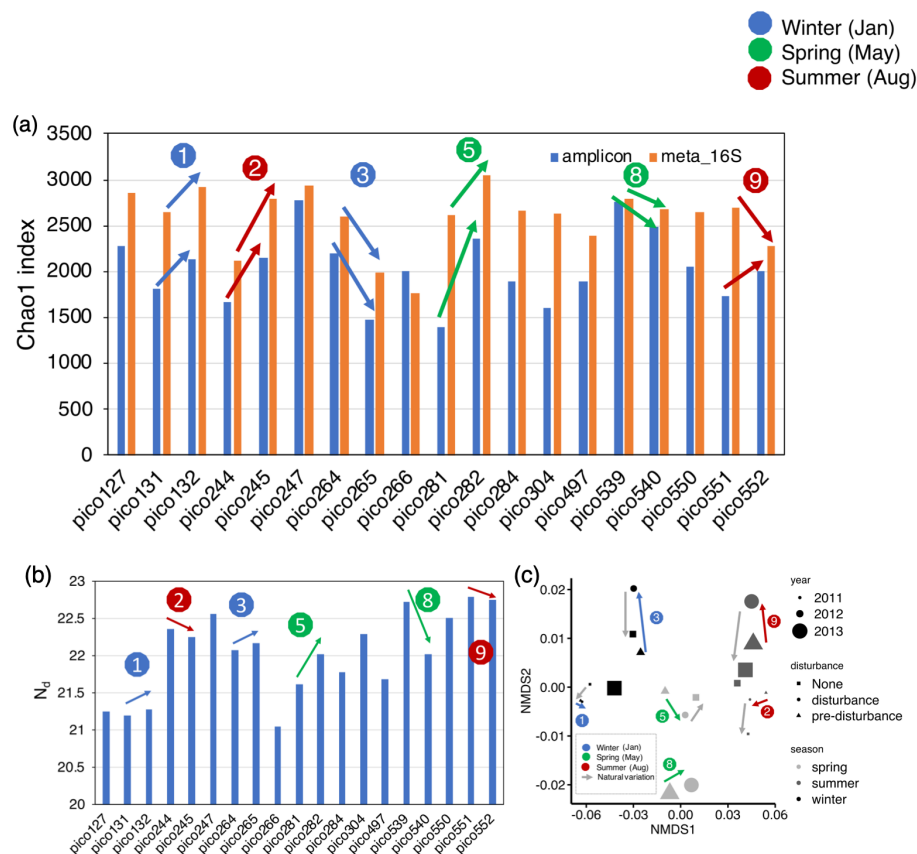 Winter (Jan)
Spring (May)
Summer (Aug)
(a)
3500
3000
2500
2000
1500
1000
500
0
Chao1 index
amplicon meta_16S
1
2
3
5
8
9
pico127 pico131 pico132 pico244 pico245 pico247 pico264 pico265 pico266 pico281 pico282 pico284 pico304 pico497 pico539 pico540 pico550 pico551 pico552
(b)
23
22.5
22
21.5
21
20.5
20
Nd
1
2
3
5
8
9
pico127 pico131 pico132 pico244 pico245 pico247 pico264 pico265 pico266 pico281 pico282 pico284 pico304 pico497 pico539 pico540 pico550 pico551 pico552
(c)
0.02
0.01
0.00
-0.01
-0.02
NMDS2
3
9
1
5
2
8
Winter (Jan)
Spring (May)
Summer (Aug)
Natural variation
-0.06 -0.03 0.00 0.03 0.06
NMDS1
year
2011
2012
2013
disturbance
None
disturbance
pre-disturbance
season
spring
summer
winter